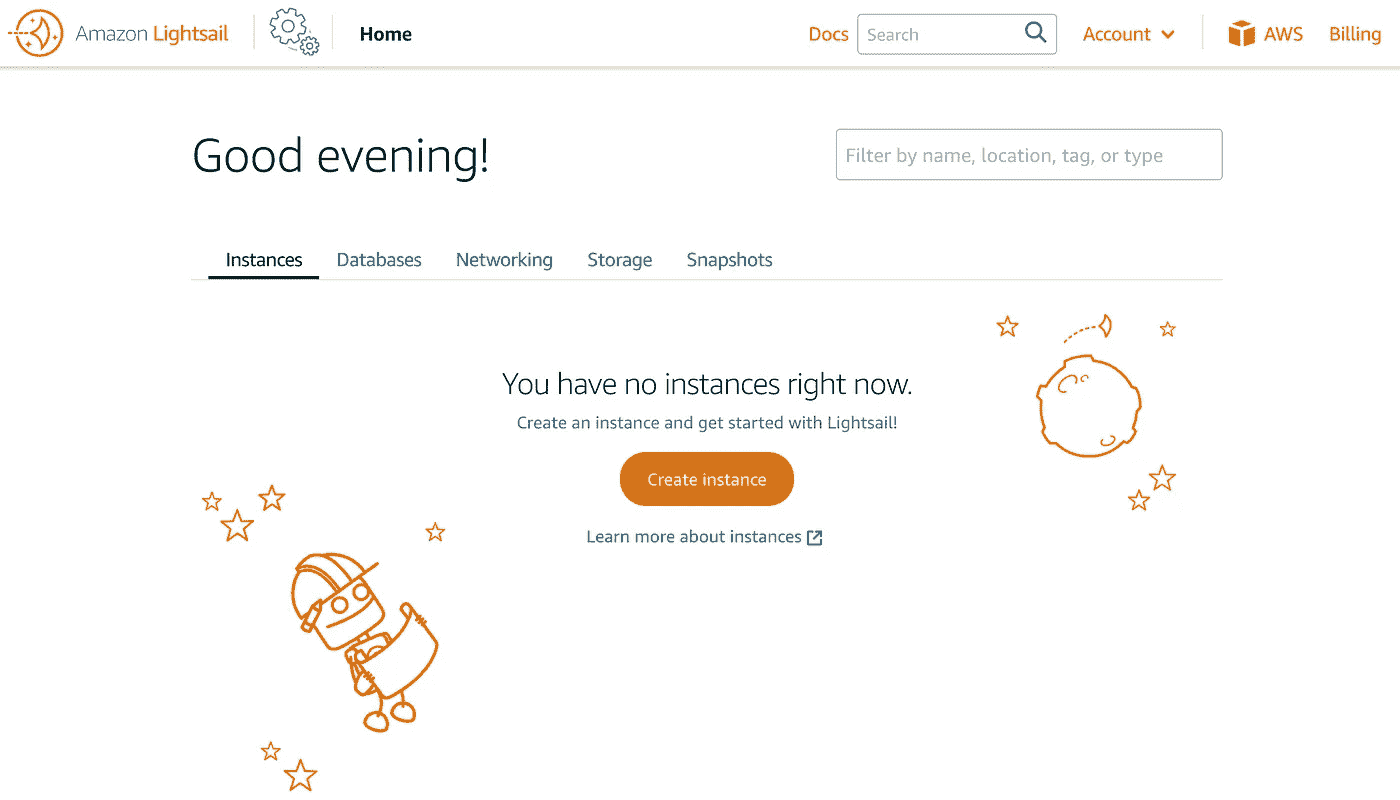 Amazon Lightsail Home Docs Search Account AWS Billing
Good evening!
Filter by name, location, tag, or type
Instances Databases Networking Storage Snapshots
You have no instances right now.
Create an instance and get started with Lightsail!
Create instance
Learn more about instances